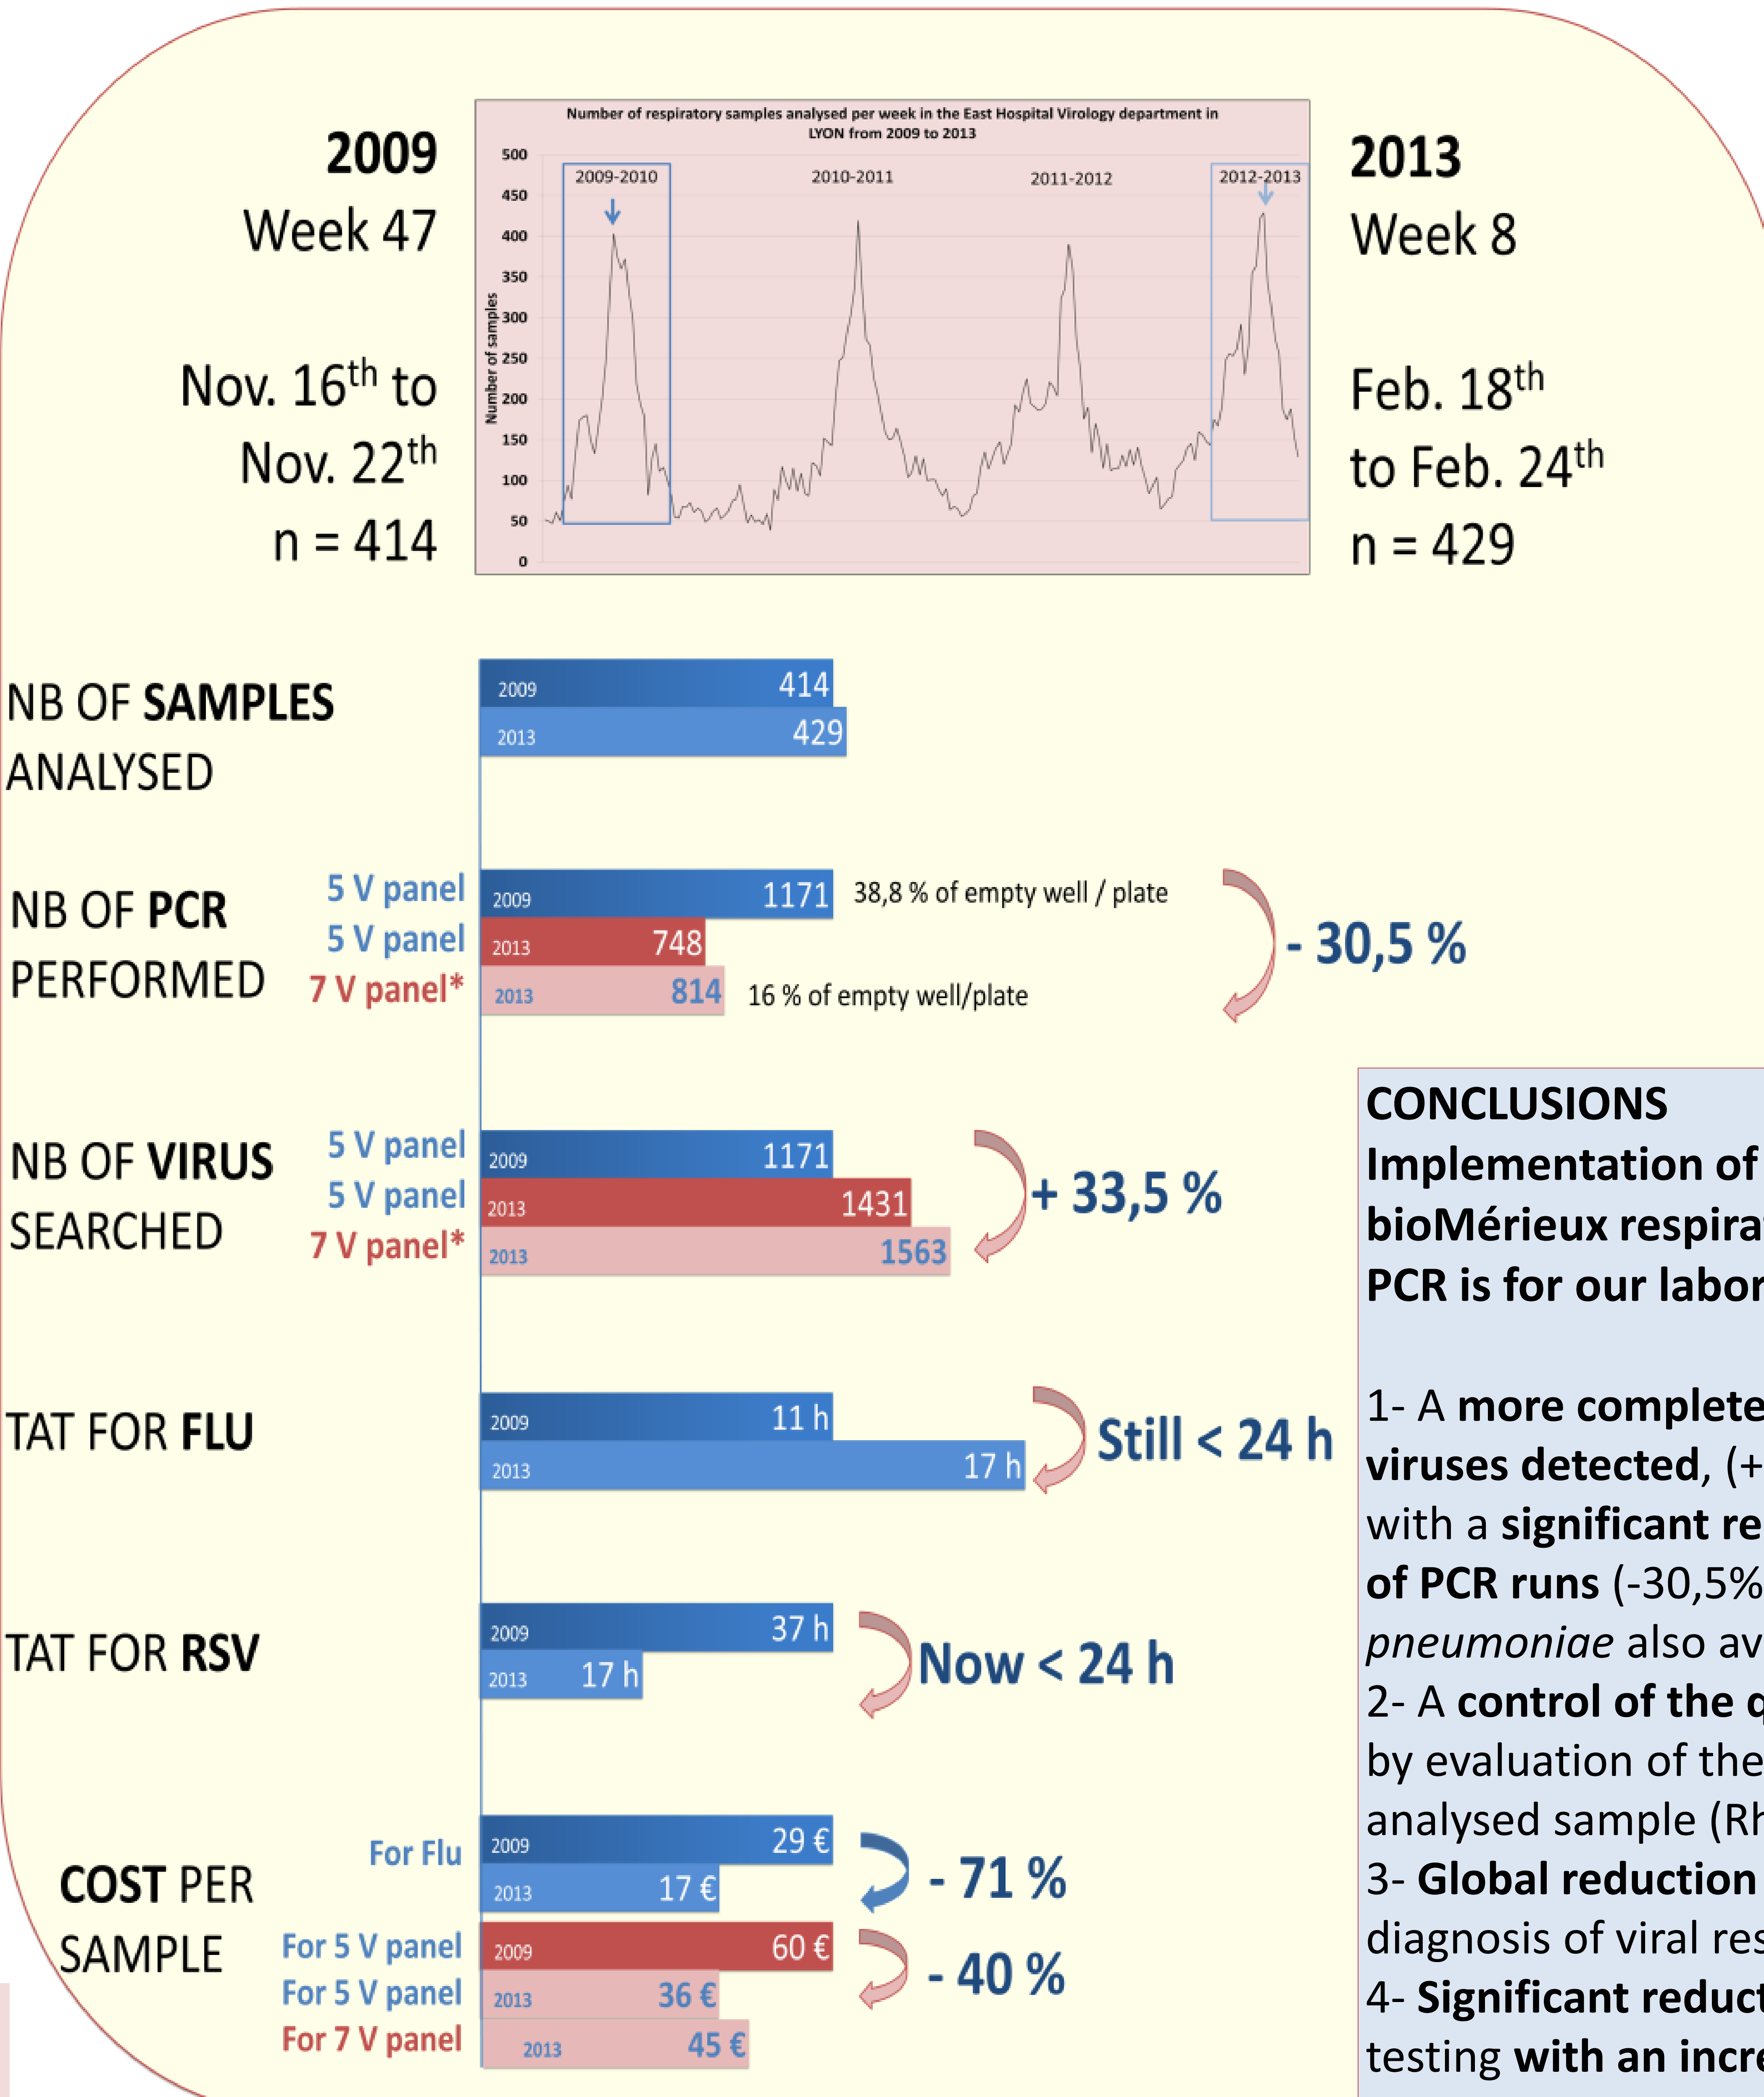 2009
Week 47
Nov. 16th to
Nov. 22th
n = 414
Number of respiratory samples analysed per week in the East Hospital Virology department in
LYON from 2009 to 2013
Number of samples
500
450
400
350
300
250
200
150
100
50
0
2009-2010
2010-2011
2011-2012
2012-2013
2013
Week 8
Feb. 18th
to Feb. 24th
n = 429
NB OF SAMPLES
ANALYSED
2009 414
2013 429
NB OF PCR
PERFORMED
5 V panel 2009 1171 38,8 % of empty well / plate
5 V panel 2013 748
7 V panel* 2013 814 16 % of empty well/plate
- 30,5 %
NB OF VIRUS
SEARCHED
5 V panel 2009 1171
5 V panel 2013 1431
7 V panel* 2013 1563
+ 33,5 %
TAT FOR FLU
2009 11 h
2013 17 h
Still < 24 h
TAT FOR RSV
2009 37 h
2013 17 h
Now < 24 h
COST PER
SAMPLE
For Flu 2009 29 €
2013 17 €
- 71 %
For 5 V panel 2009 60 €
For 5 V panel 2013 36 €
For 7 V panel 2013 45 €
- 40 %
CONCLUSIONS
Implementation of
bioMérieux respira
PCR is for our labor
1- A more complete
viruses detected, (+
with a significant re
of PCR runs (-30,5%
pneumoniae also av
2- A control of the q
by evaluation of the
analysed sample (Rh
3- Global reduction
diagnosis of viral res
4- Significant reduct
testing with an incre